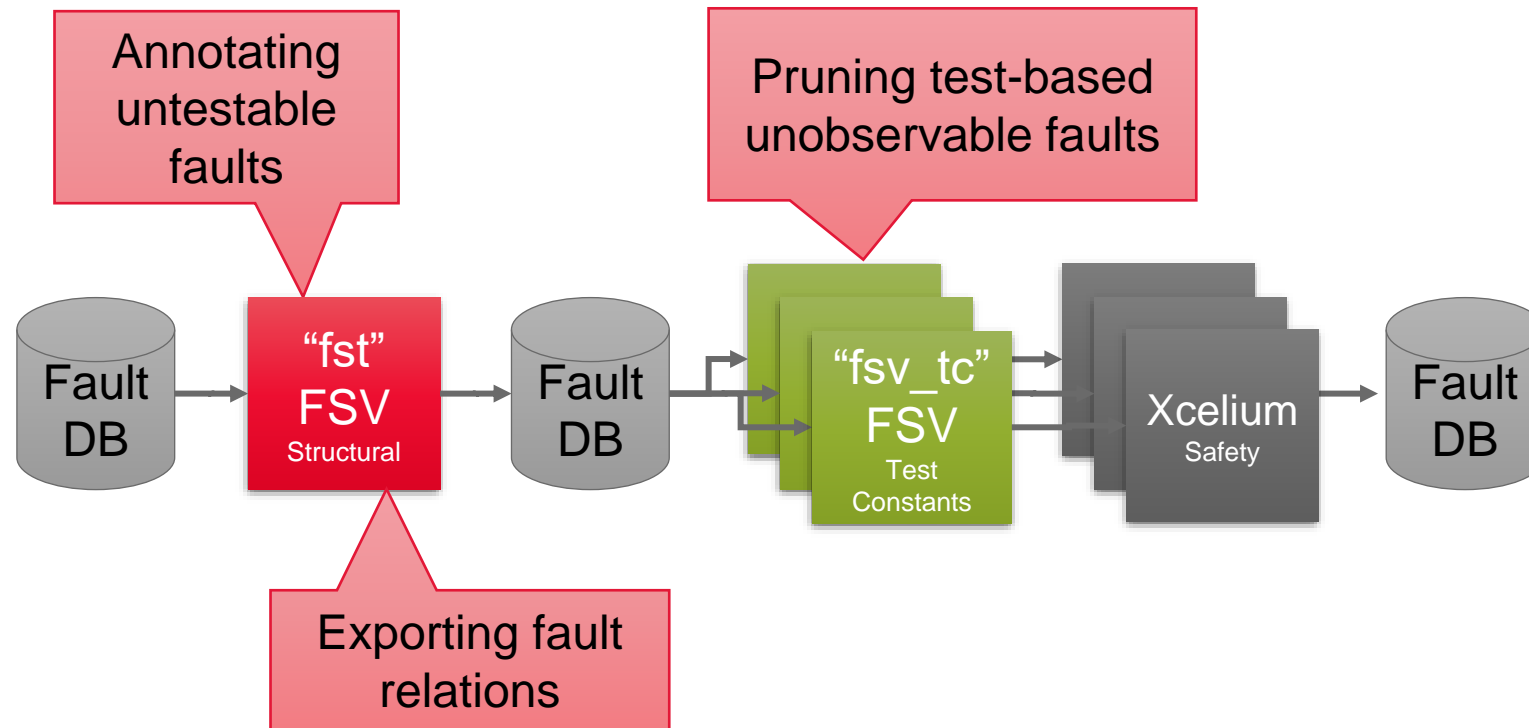 Annotating
untestable
faults
Pruning test-based
unobservable faults
Fault
DB
“fst”
FSV
Structural
Fault
DB
“fsv_tc”
FSV
Test
Constants
Xcelium
Safety
Fault
DB
Exporting fault
relations